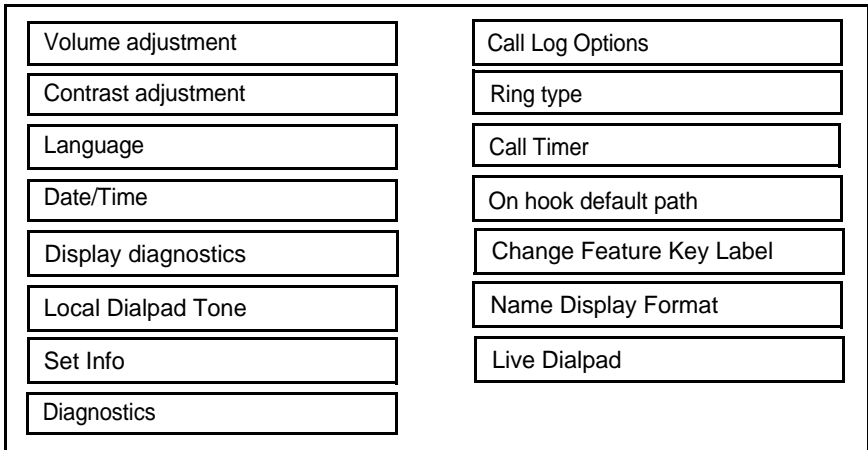 Volume adjustment
Contrast adjustment
Language
Date/Time
Display diagnostics
Local Dialpad Tone
Set Info
Diagnostics
Call Log Options
Ring type
Call Timer
On hook default path
Change Feature Key Label
Name Display Format
Live Dialpad